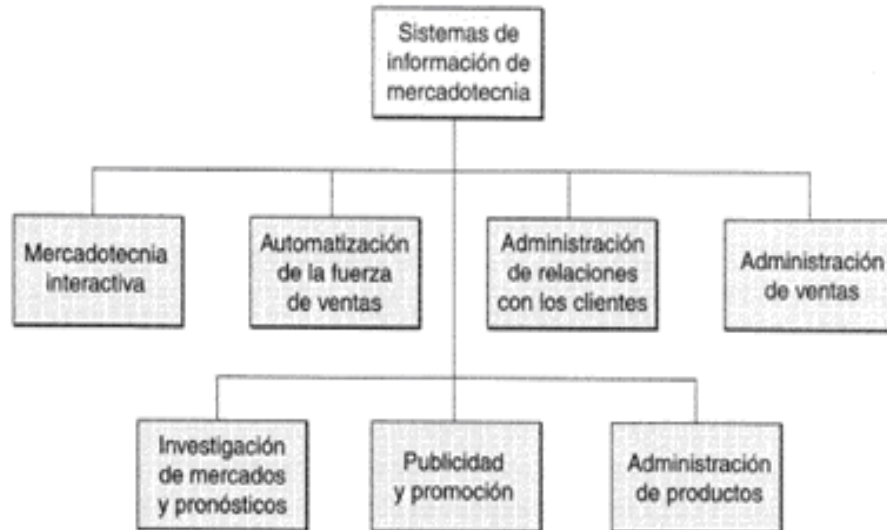 Sistemas de
información de
mercadotecnia
Mercadotecnia
interactiva
Automatización
de la fuerza
de ventas
Administración
de relaciones
con los clientes
Administración
de ventas
Investigación
de mercados
y pronósticos
Publicidad
y promoción
Administración
de productos